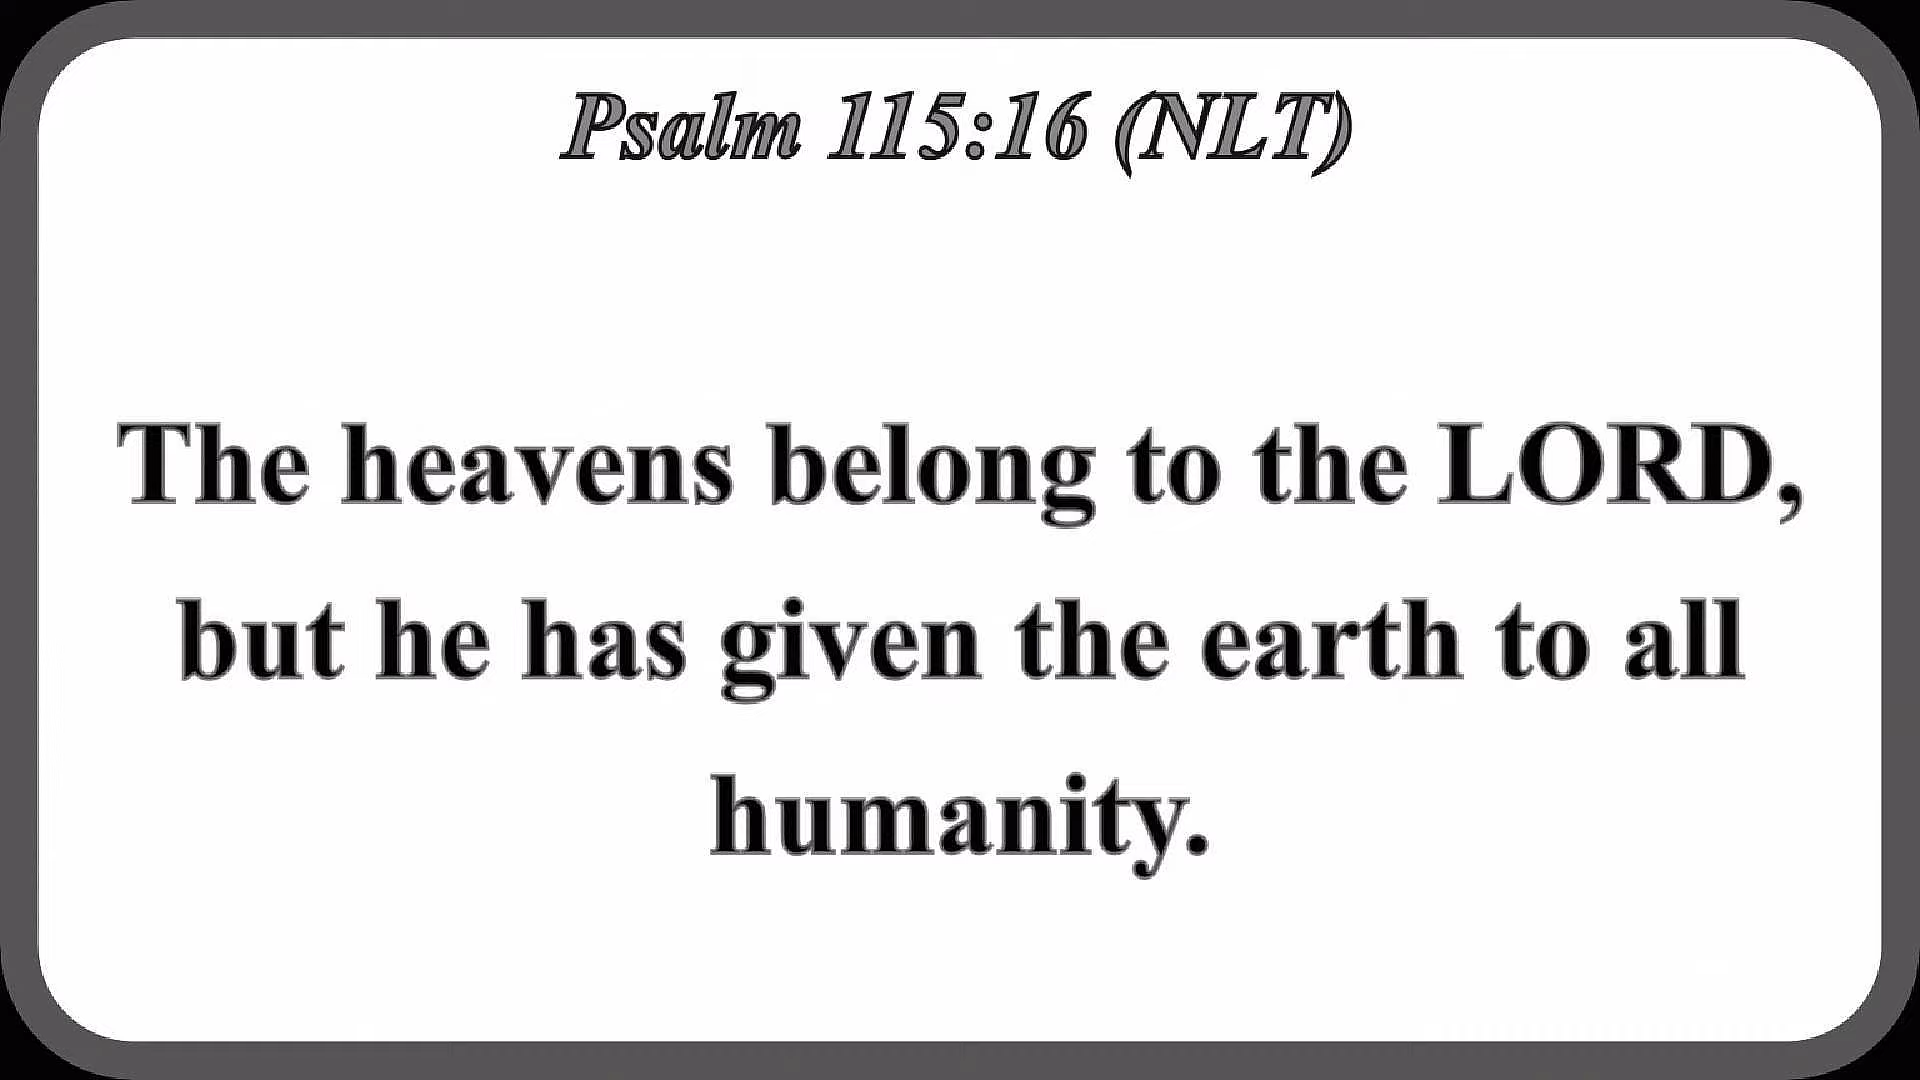 Psalm 115:16 (NLT)
The heavens belong to the LORD,
but he has given the earth to all
humanity.